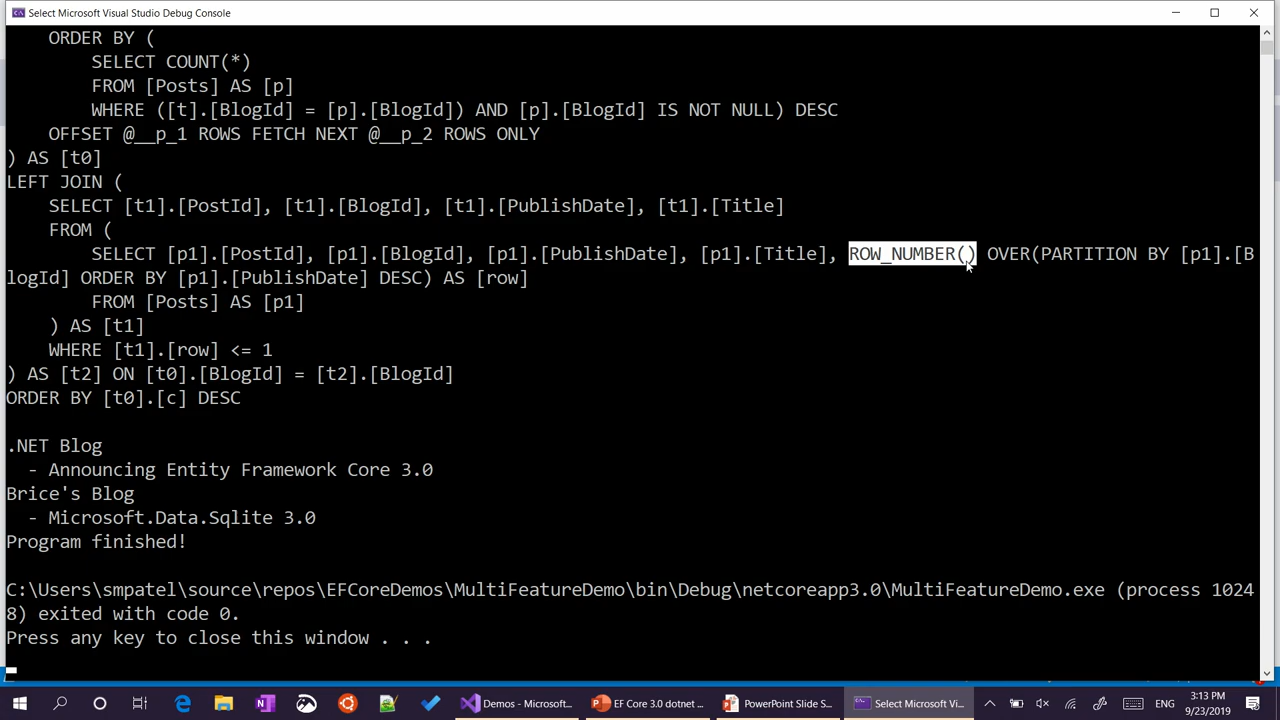 Select Microsoft Visual Studio Debug Console
    ORDER BY (
        SELECT COUNT(*)
        FROM [Posts] AS [p]
        WHERE ([t].[BlogId] = [p].[BlogId]) AND [p].[BlogId] IS NOT NULL) DESC
    OFFSET @__p_1 ROWS FETCH NEXT @__p_2 ROWS ONLY
) AS [t0]
LEFT JOIN (
    SELECT [t1].[PostId], [t1].[BlogId], [t1].[PublishDate], [t1].[Title]
    FROM (
        SELECT [p1].[PostId], [p1].[BlogId], [p1].[PublishDate], [p1].[Title], ROW_NUMBER() OVER(PARTITION BY [p1].[B
logId] ORDER BY [p1].[PublishDate] DESC) AS [row]
        FROM [Posts] AS [p1]
    ) AS [t1]
    WHERE [t1].[row] <= 1
) AS [t2] ON [t0].[BlogId] = [t2].[BlogId]
ORDER BY [t0].[c] DESC
.NET Blog
  - Announcing Entity Framework Core 3.0
Brice's Blog
  - Microsoft.Data.Sqlite 3.0
Program finished!
C:\Users\smpatel\source\repos\EFCoreDemos\MultiFeatureDemo\bin\Debug\netcoreapp3.0\MultiFeatureDemo.exe (process 1024
8) exited with code 0.
Press any key to close this window . . .
Demos - Microsoft...
EF Core 3.0 dotnet ...
PowerPoint Slide S...
Select Microsoft Vi...
ENG
3:13 PM
9/23/2019